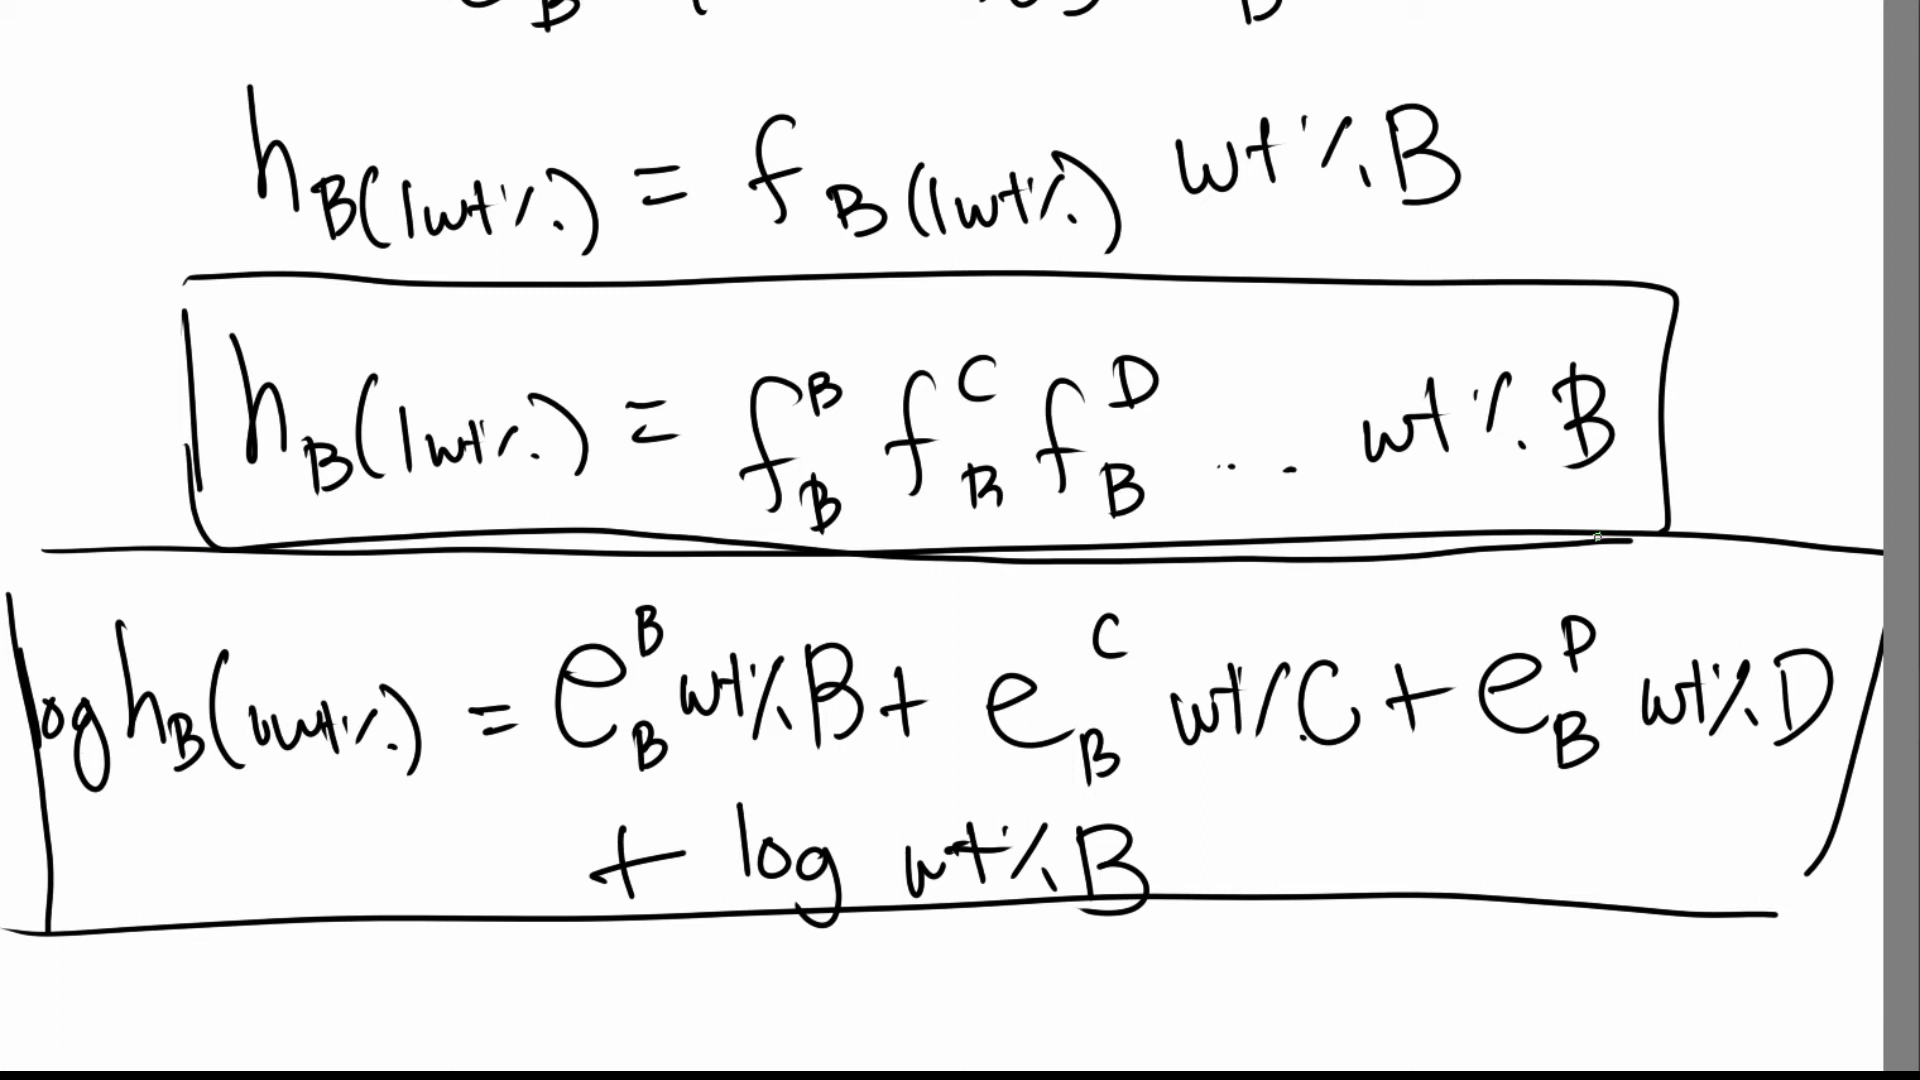 h_B(1wt%) = f_B(1wt%) wt%B
h_B(1wt%) = f_B^B f_B^C f_B^D ... wt%B
log h_B(1wt%) = e_B^B wt%B + e_B^C wt%C + e_B^D wt%D
+ log wt%B